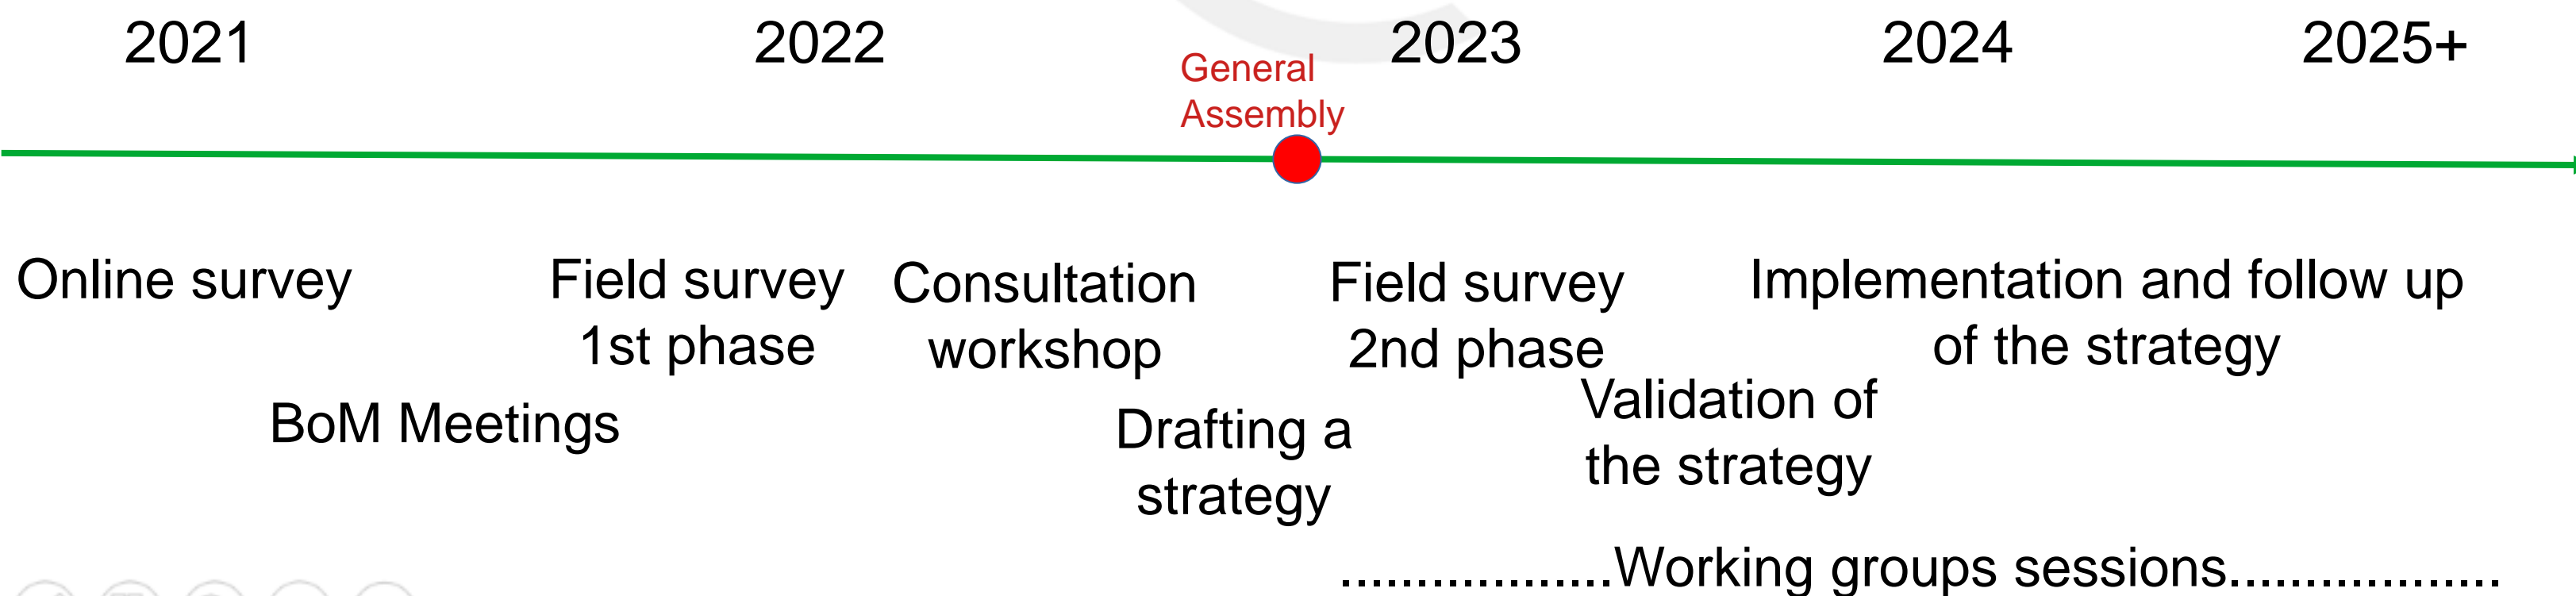 2021
2022
2023
2024
2025+
General
Assembly
Online survey
Field survey
1st phase
Consultation
workshop
Field survey
2nd phase
Implementation and follow up
of the strategy
BoM Meetings
Drafting a
strategy
Validation of
the strategy
..................Working groups sessions..................